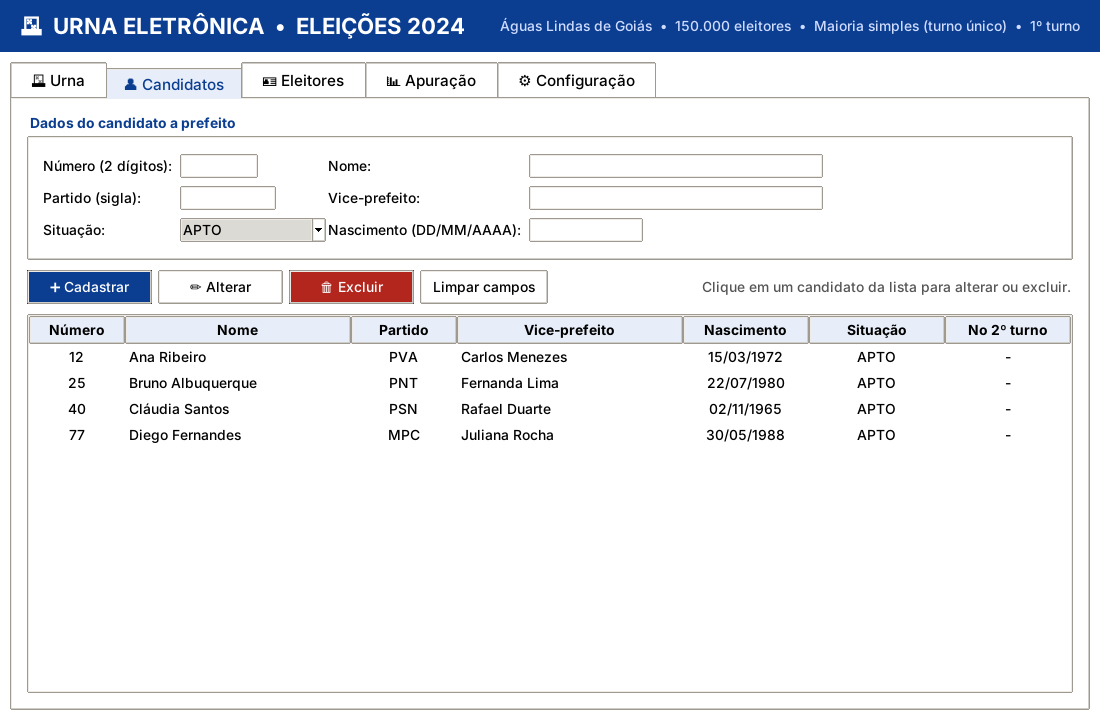 URNA ELETRÔNICA • ELEIÇÕES 2024
Águas Lindas de Goiás • 150.000 eleitores • Maioria simples (turno único) • 1º turno
Urna
Candidatos
Eleitores
Apuração
Configuração
Dados do candidato a prefeito
Número (2 dígitos):
Nome:
Partido (sigla):
Vice-prefeito:
Situação:
APTO
Nascimento (DD/MM/AAAA):
+ Cadastrar
Alterar
Excluir
Limpar campos
Clique em um candidato da lista para alterar ou excluir.
Número Nome Partido Vice-prefeito Nascimento Situação No 2º turno
12 Ana Ribeiro PVA Carlos Menezes 15/03/1972 APTO -
25 Bruno Albuquerque PNT Fernanda Lima 22/07/1980 APTO -
40 Cláudia Santos PSN Rafael Duarte 02/11/1965 APTO -
77 Diego Fernandes MPC Juliana Rocha 30/05/1988 APTO -